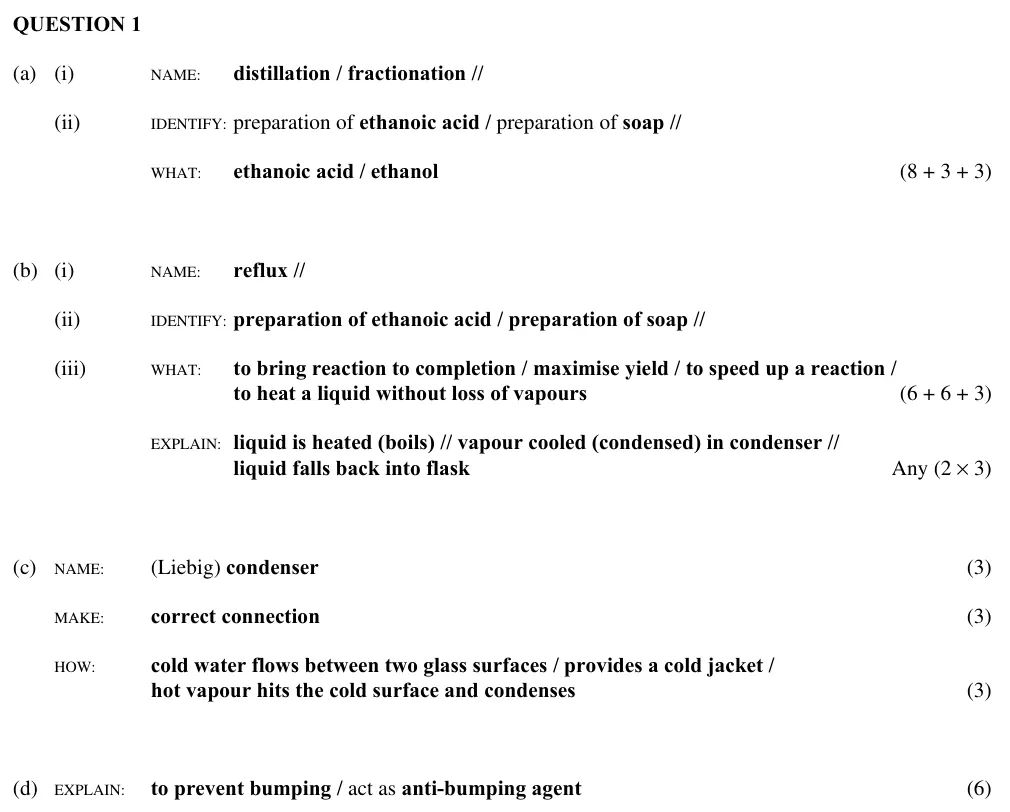 QUESTION 1
(a) (i) NAME: distillation / fractionation //
(ii) IDENTIFY: preparation of ethanoic acid / preparation of soap //
WHAT: ethanoic acid / ethanol (8 + 3 + 3)
(b) (i) NAME: reflux //
(ii) IDENTIFY: preparation of ethanoic acid / preparation of soap //
(iii) WHAT: to bring reaction to completion / maximise yield / to speed up a reaction /
to heat a liquid without loss of vapours (6 + 6 + 3)
EXPLAIN: liquid is heated (boils) // vapour cooled (condensed) in condenser //
liquid falls back into flask Any (2 × 3)
(c) NAME: (Liebig) condenser (3)
MAKE: correct connection (3)
HOW: cold water flows between two glass surfaces / provides a cold jacket /
hot vapour hits the cold surface and condenses (3)
(d) EXPLAIN: to prevent bumping / act as anti-bumping agent (6)